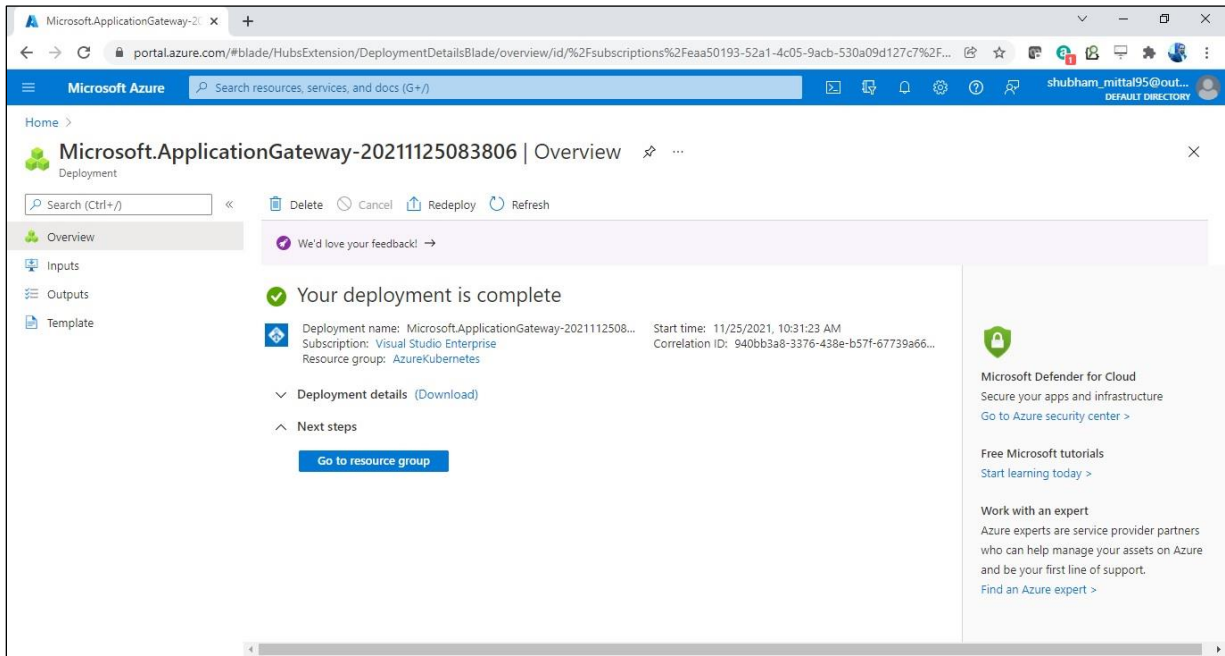 Microsoft.ApplicationGateway-20
portal.azure.com/#blade/HubsExtension/DeploymentDetailsBlade/overview/id/%2Fsubscriptions%2Feaa50193-52a1-4c05-9acb-530a09d127c7%2F...
1
Microsoft Azure
Search resources, services, and docs (G+/)
shubham_mittal95@out...
DEFAULT DIRECTORY
Home >
Microsoft.ApplicationGateway-20211125083806 | Overview
Deployment
Search (Ctrl+/)
«
Delete
Cancel
Redeploy
Refresh
Overview
Inputs
Outputs
Template
We'd love your feedback! →
Your deployment is complete
Deployment name: Microsoft.ApplicationGateway-2021112508...
Subscription: Visual Studio Enterprise
Resource group: AzureKubernetes
Start time: 11/25/2021, 10:31:23 AM
Correlation ID: 940bb3a8-3376-438e-b57f-67739a66...
Deployment details (Download)
Next steps
Go to resource group
Microsoft Defender for Cloud
Secure your apps and infrastructure
Go to Azure security center >
Free Microsoft tutorials
Start learning today >
Work with an expert
Azure experts are service provider partners
who can help manage your assets on Azure
and be your first line of support.
Find an Azure expert >